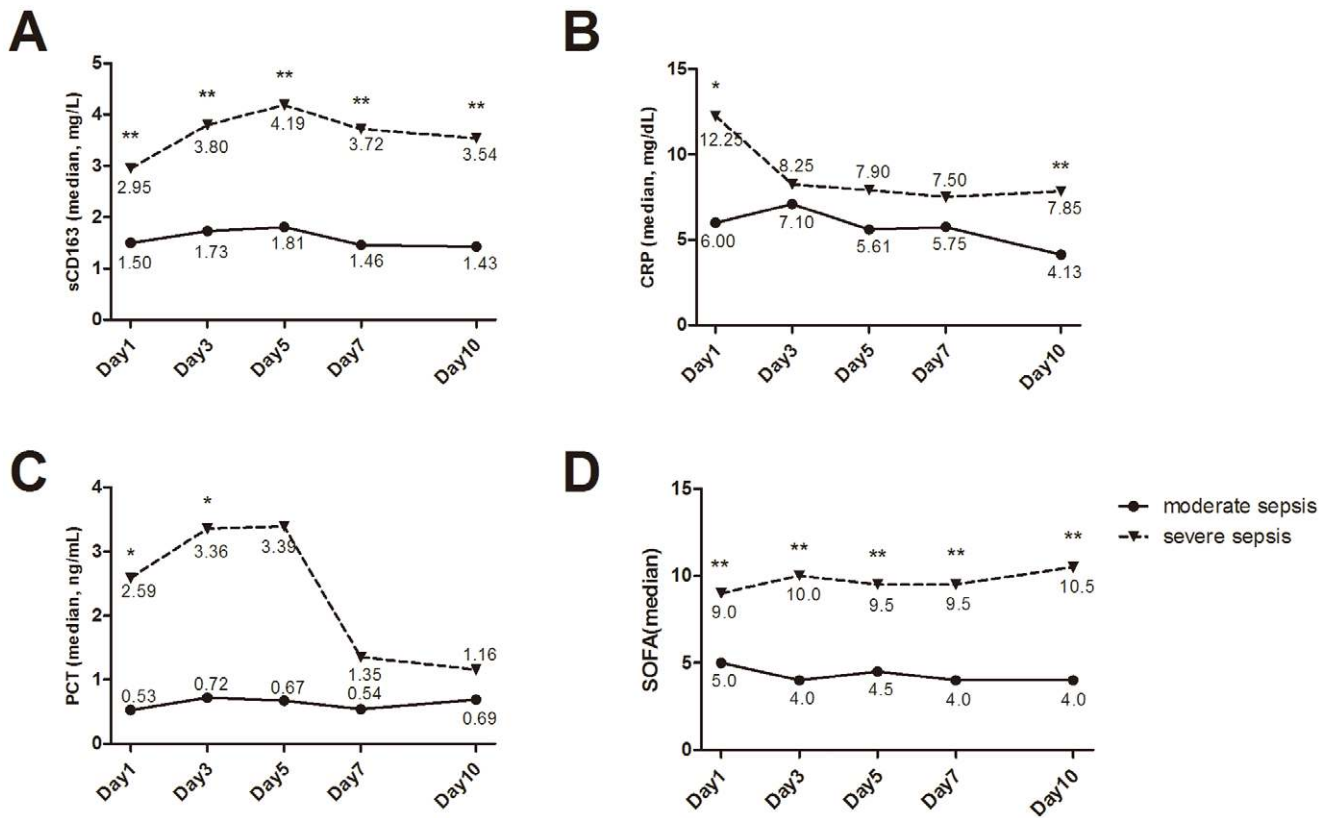 A
sCD163 (median, mg/L)
5
4
3
2
1
0
**
**
**
**
**
2.95
3.80
4.19
3.72
3.54
1.50
1.73
1.81
1.46
1.43
Day1
Day3
Day5
Day7
Day10
B
CRP (median, mg/dL)
15
10
5
0
*
**
12.25
8.25
7.90
7.50
7.85
6.00
7.10
5.61
5.75
4.13
Day1
Day3
Day5
Day7
Day10
C
PCT (median, ng/mL)
4
3
2
1
0
*
*
2.59
3.36
3.39
1.35
1.16
0.53
0.72
0.67
0.54
0.69
Day1
Day3
Day5
Day7
Day10
D
SOFA(median)
15
10
5
0
**
**
**
**
**
9.0
10.0
9.5
9.5
10.5
5.0
4.0
4.5
4.0
4.0
Day1
Day3
Day5
Day7
Day10
moderate sepsis
severe sepsis